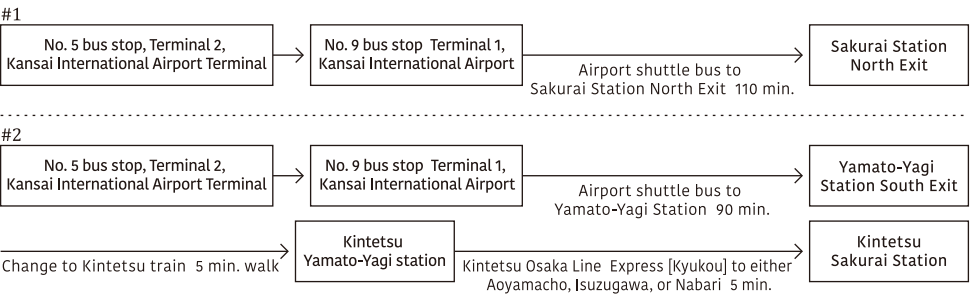 #1
No. 5 bus stop, Terminal 2,
Kansai International Airport Terminal
No. 9 bus stop Terminal 1,
Kansai International Airport
Airport shuttle bus to
Sakurai Station North Exit 110 min.
Sakurai Station
North Exit
#2
No. 5 bus stop, Terminal 2,
Kansai International Airport Terminal
No. 9 bus stop Terminal 1,
Kansai International Airport
Airport shuttle bus to
Yamato-Yagi Station 90 min.
Yamato-Yagi
Station South Exit
Change to Kintetsu train 5 min. walk
Kintetsu
Yamato-Yagi station
Kintetsu Osaka Line Express [Kyukou] to either
Aoyamacho, Isuzugawa, or Nabari 5 min.
Kintetsu
Sakurai Station